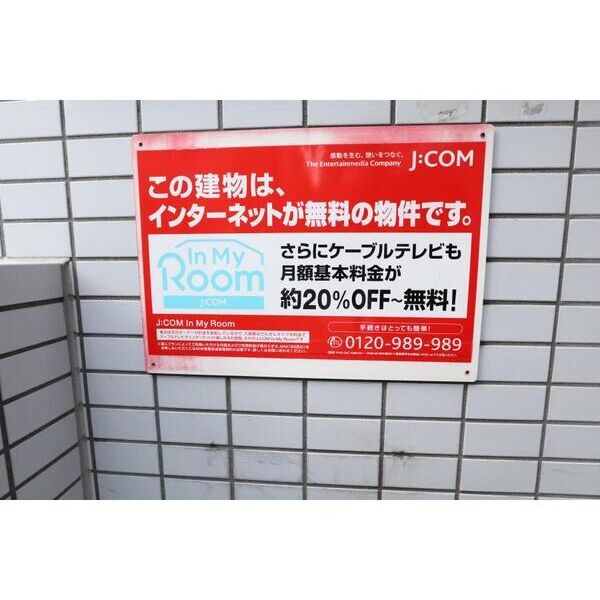 感動を生む。想いをつなぐ。
The Entertainmedia Company
J:COM
この建物は、
インターネットが無料の物件です。
In My
Room
J:COM
さらにケーブルテレビも
月額基本料金が
約20%OFF~無料!
J:COM In My Room
手続きはとっても簡単!
0120-989-989